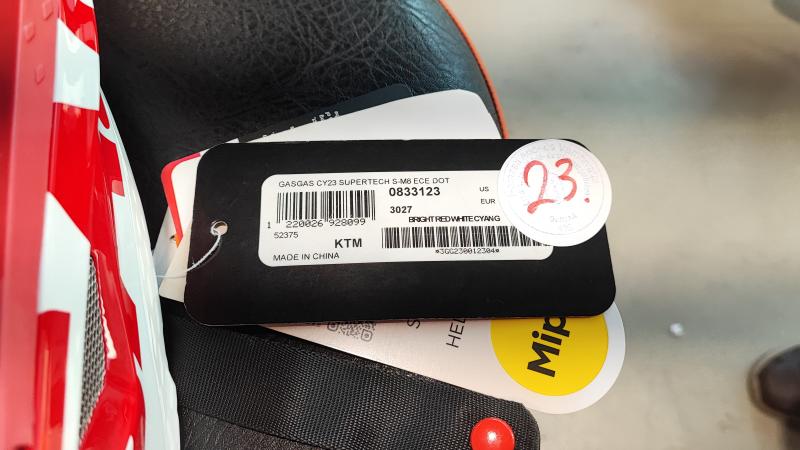 GASGAS CY23 SUPERTECH S-M8 ECE DOT
0833123
US
EUR
3027
BRIGHT RED WHITE CYAN G
1 220026 928099
52375
KTM
MADE IN CHINA
*3GG230012304*
23.
Mip